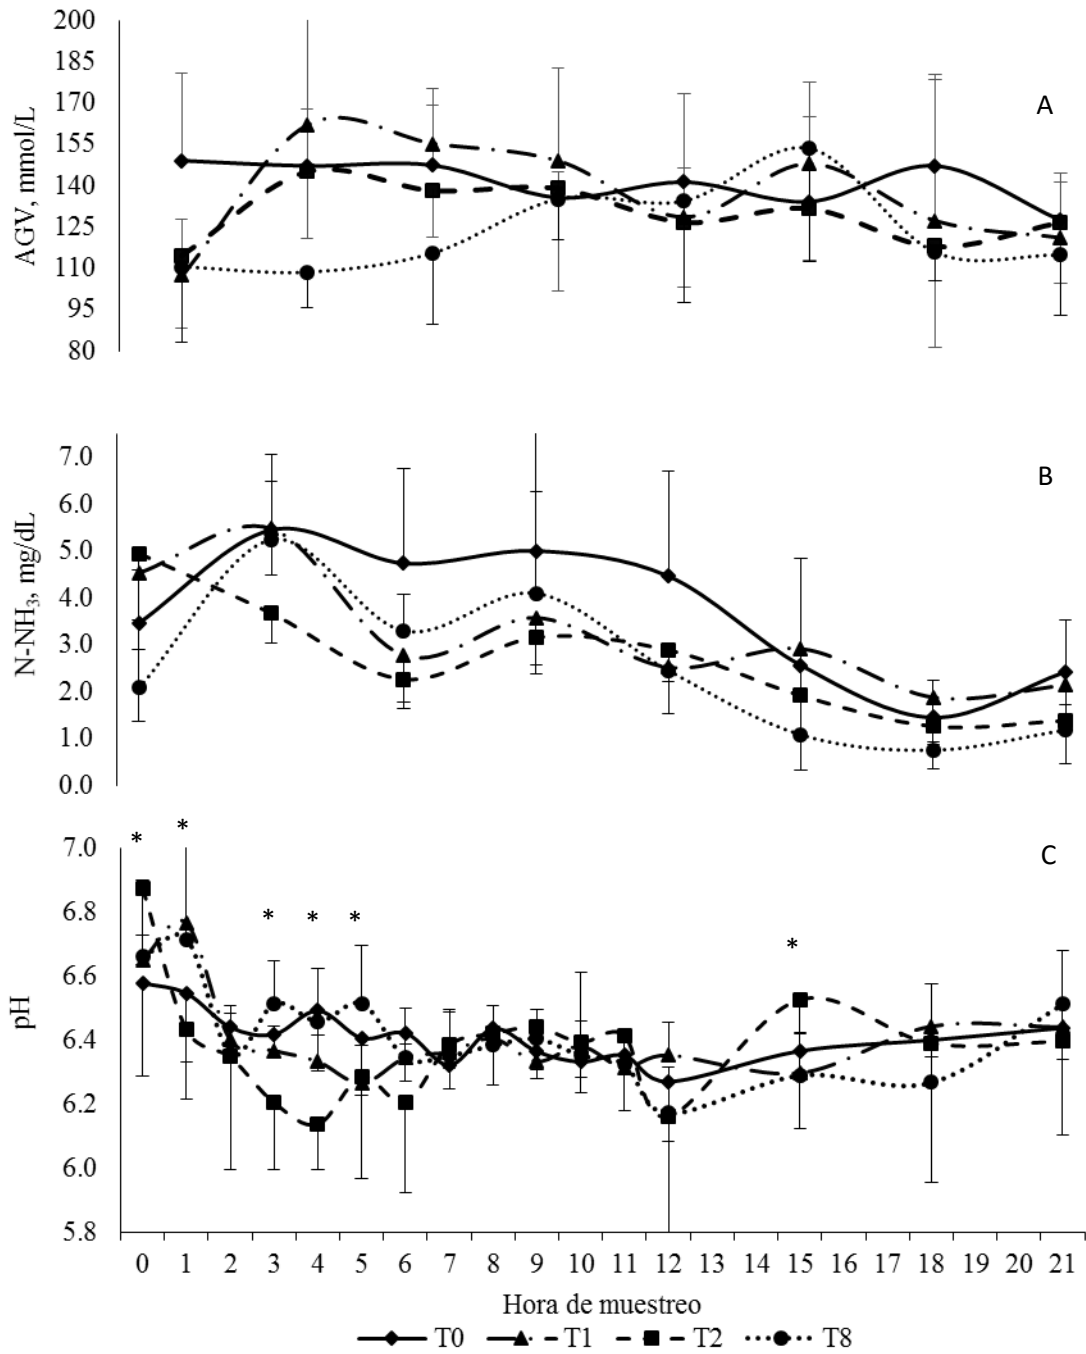 200
185
170
155
140
125
110
95
80
AGV, mmol/L
A
7.0
6.0
5.0
4.0
3.0
2.0
1.0
0.0
N-NH₃, mg/dL
B
* *
7.0
6.8
6.6
6.4
6.2
6.0
5.8
pH
C
* * *
*
0 1 2 3 4 5 6 7 8 9 10 11 12 13 14 15 16 17 18 19 20 21
Hora de muestreo
T0 T1 T2 T8